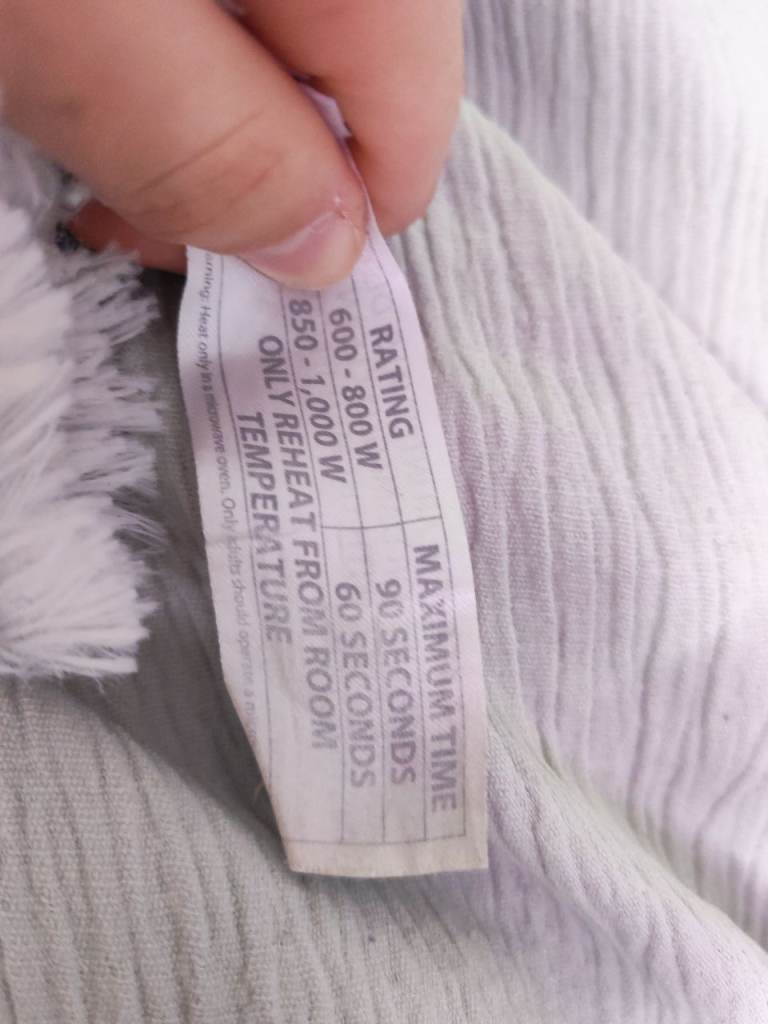 RATING MAXIMUM TIME
600 - 800 W 90 SECONDS
850 - 1,000 W 60 SECONDS
ONLY REHEAT FROM ROOM
TEMPERATURE
Heat only in a microwave oven. Only adults should operate a